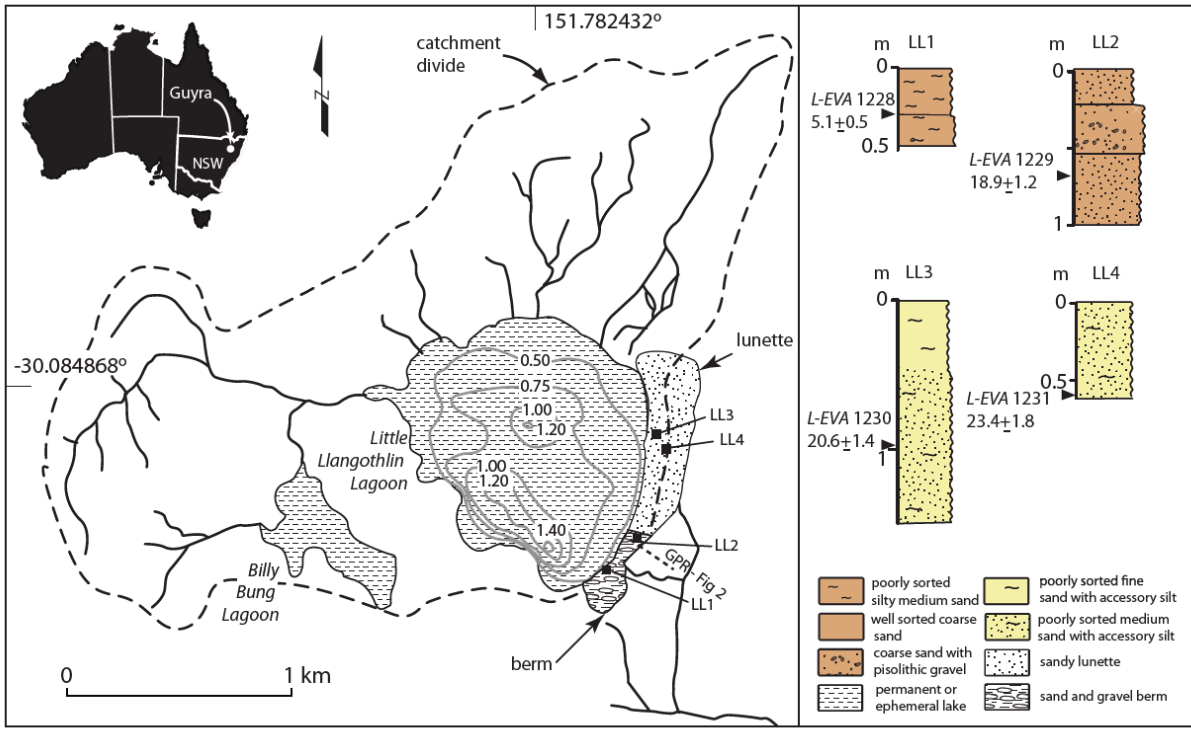 151.782432º
catchment
divide
Guyra
NSW
N
-30.084868º
lunette
0.50
0.75
1.00
1.20
LL3
LL4
Little
Llangothlin
Lagoon
1.00
1.20
1.40
LL2
GPR - Fig 2
LL1
Billy
Bung
Lagoon
berm
0
1 km
m LL1
0
L-EVA 1228
5.1±0.5
0.5
m LL2
0
L-EVA 1229
18.9±1.2
1
m LL3
0
L-EVA 1230
20.6±1.4
1
m LL4
0
0.5
L-EVA 1231
23.4±1.8
poorly sorted
silty medium sand
well sorted coarse
sand
coarse sand with
pisolithic gravel
permanent or
ephemeral lake
poorly sorted fine
sand with accessory silt
poorly sorted medium
sand with accessory silt
sandy lunette
sand and gravel berm